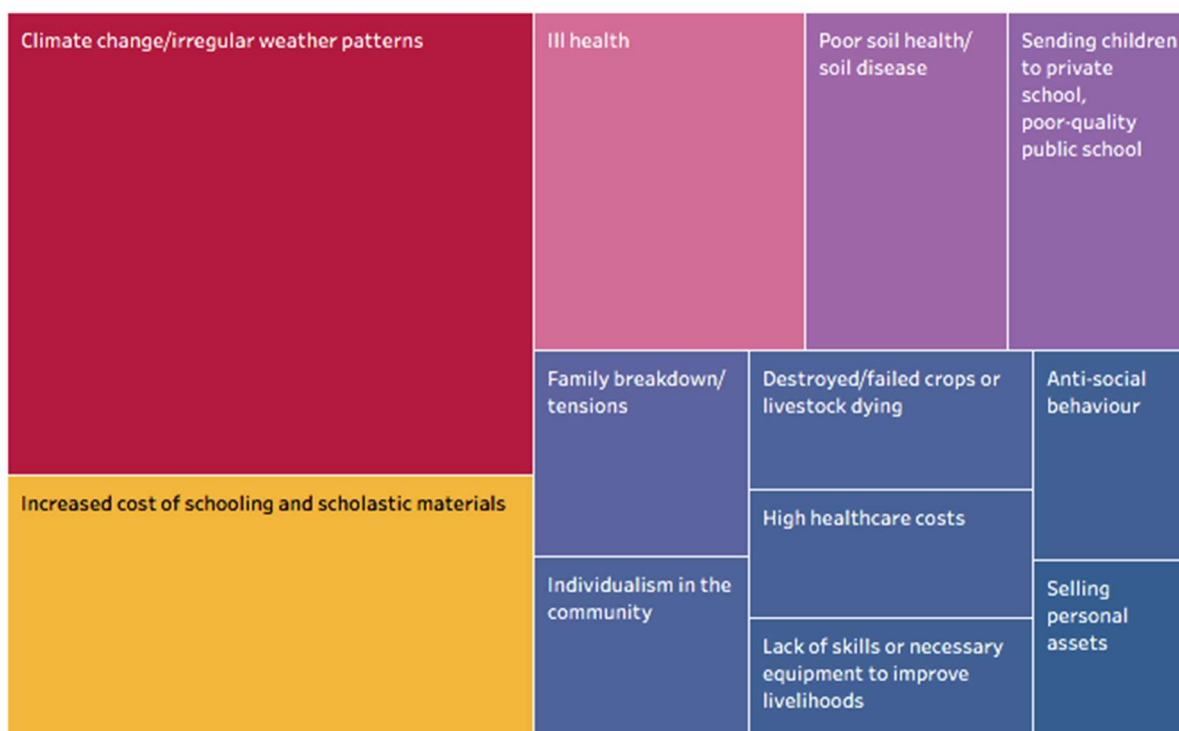 Climate change/irregular weather patterns
Ill health
Poor soil health/
soil disease
Sending children
to private
school,
poor-quality
public school
Increased cost of schooling and scholastic materials
Family breakdown/
tensions
Destroyed/failed crops or
livestock dying
Anti-social
behaviour
High healthcare costs
Individualism in the
community
Selling
personal
assets
Lack of skills or necessary
equipment to improve
livelihoods